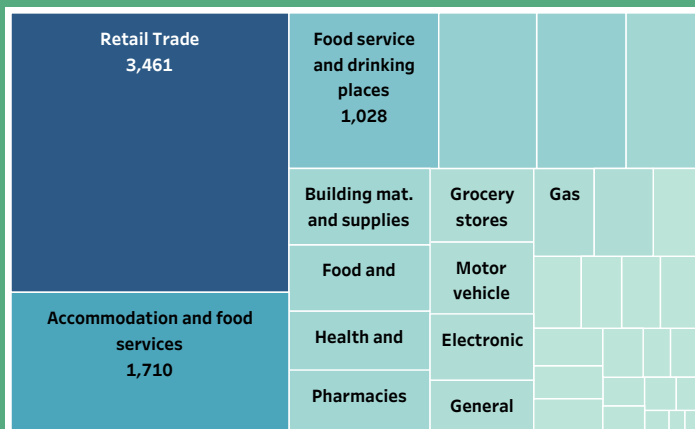 Retail Trade
3,461
Accommodation and food
services
1,710
Food service
and drinking
places
1,028
Building mat.
and supplies
Food and
Health and
Pharmacies
Grocery
stores
Motor
vehicle
Electronic
General
Gas